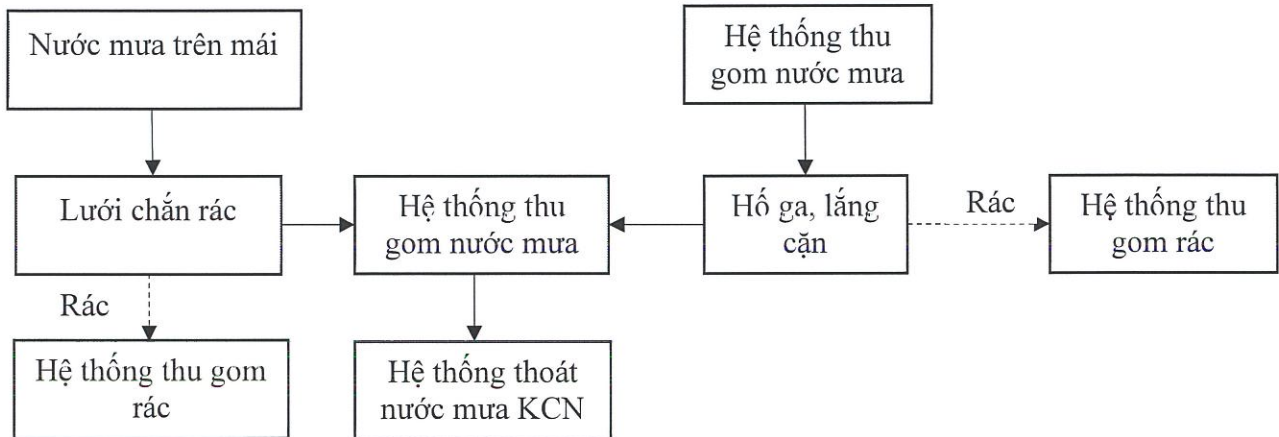 Nước mưa trên mái
Hệ thống thu
gom nước mưa
Lưới chắn rác
Hệ thống thu
gom nước mưa
Hố ga, lắng
cặn
Rác
Hệ thống thu
gom rác
Rác
Hệ thống thu gom
rác
Hệ thống thoát
nước mưa KCN